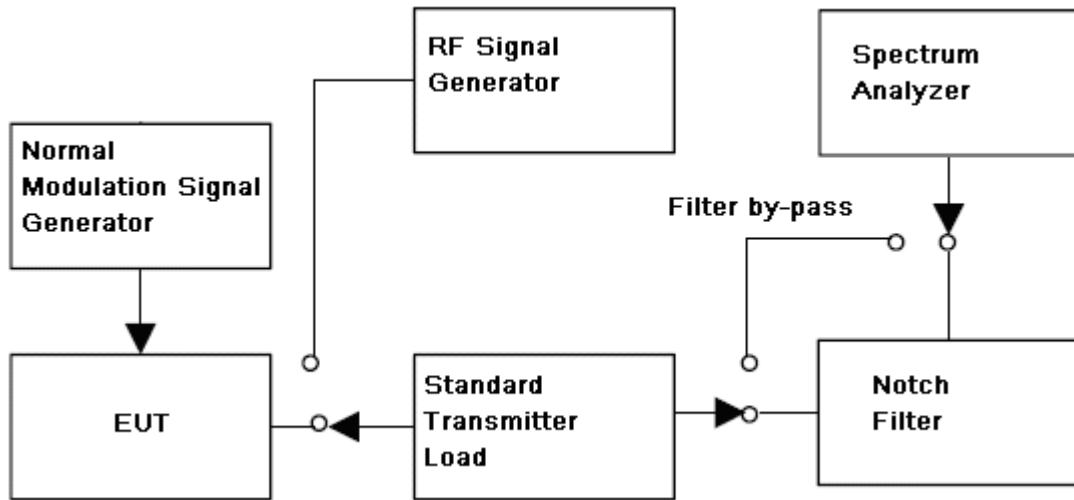 RF Signal
Generator
Spectrum
Analyzer
Normal
Modulation Signal
Generator
Filter by-pass
EUT
Standard
Transmitter
Load
Notch
Filter